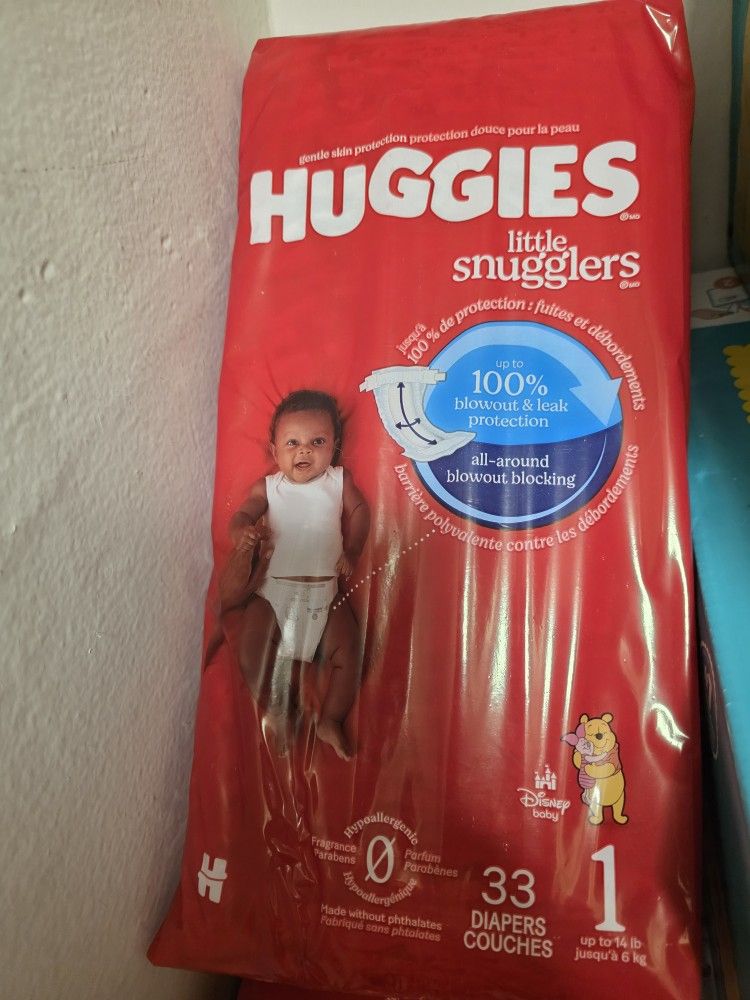 gentle skin protection protection douce pour la peau
HUGGIES
®MD
little
snugglers
®MD
jusqu'à
100 % de protection : fuites et débordements
up to
100%
blowout & leak
protection
all-around
blowout blocking
barrière polyvalente contre les débordements
Disney
baby
Hypoallergenic
Fragrance
Parabens
0
Parfum
Parabènes
Hypoallergénique
Made without phthalates
Fabriqué sans phtalates
H
33
DIAPERS
COUCHES
1
up to 14 lb
jusqu'à 6 kg